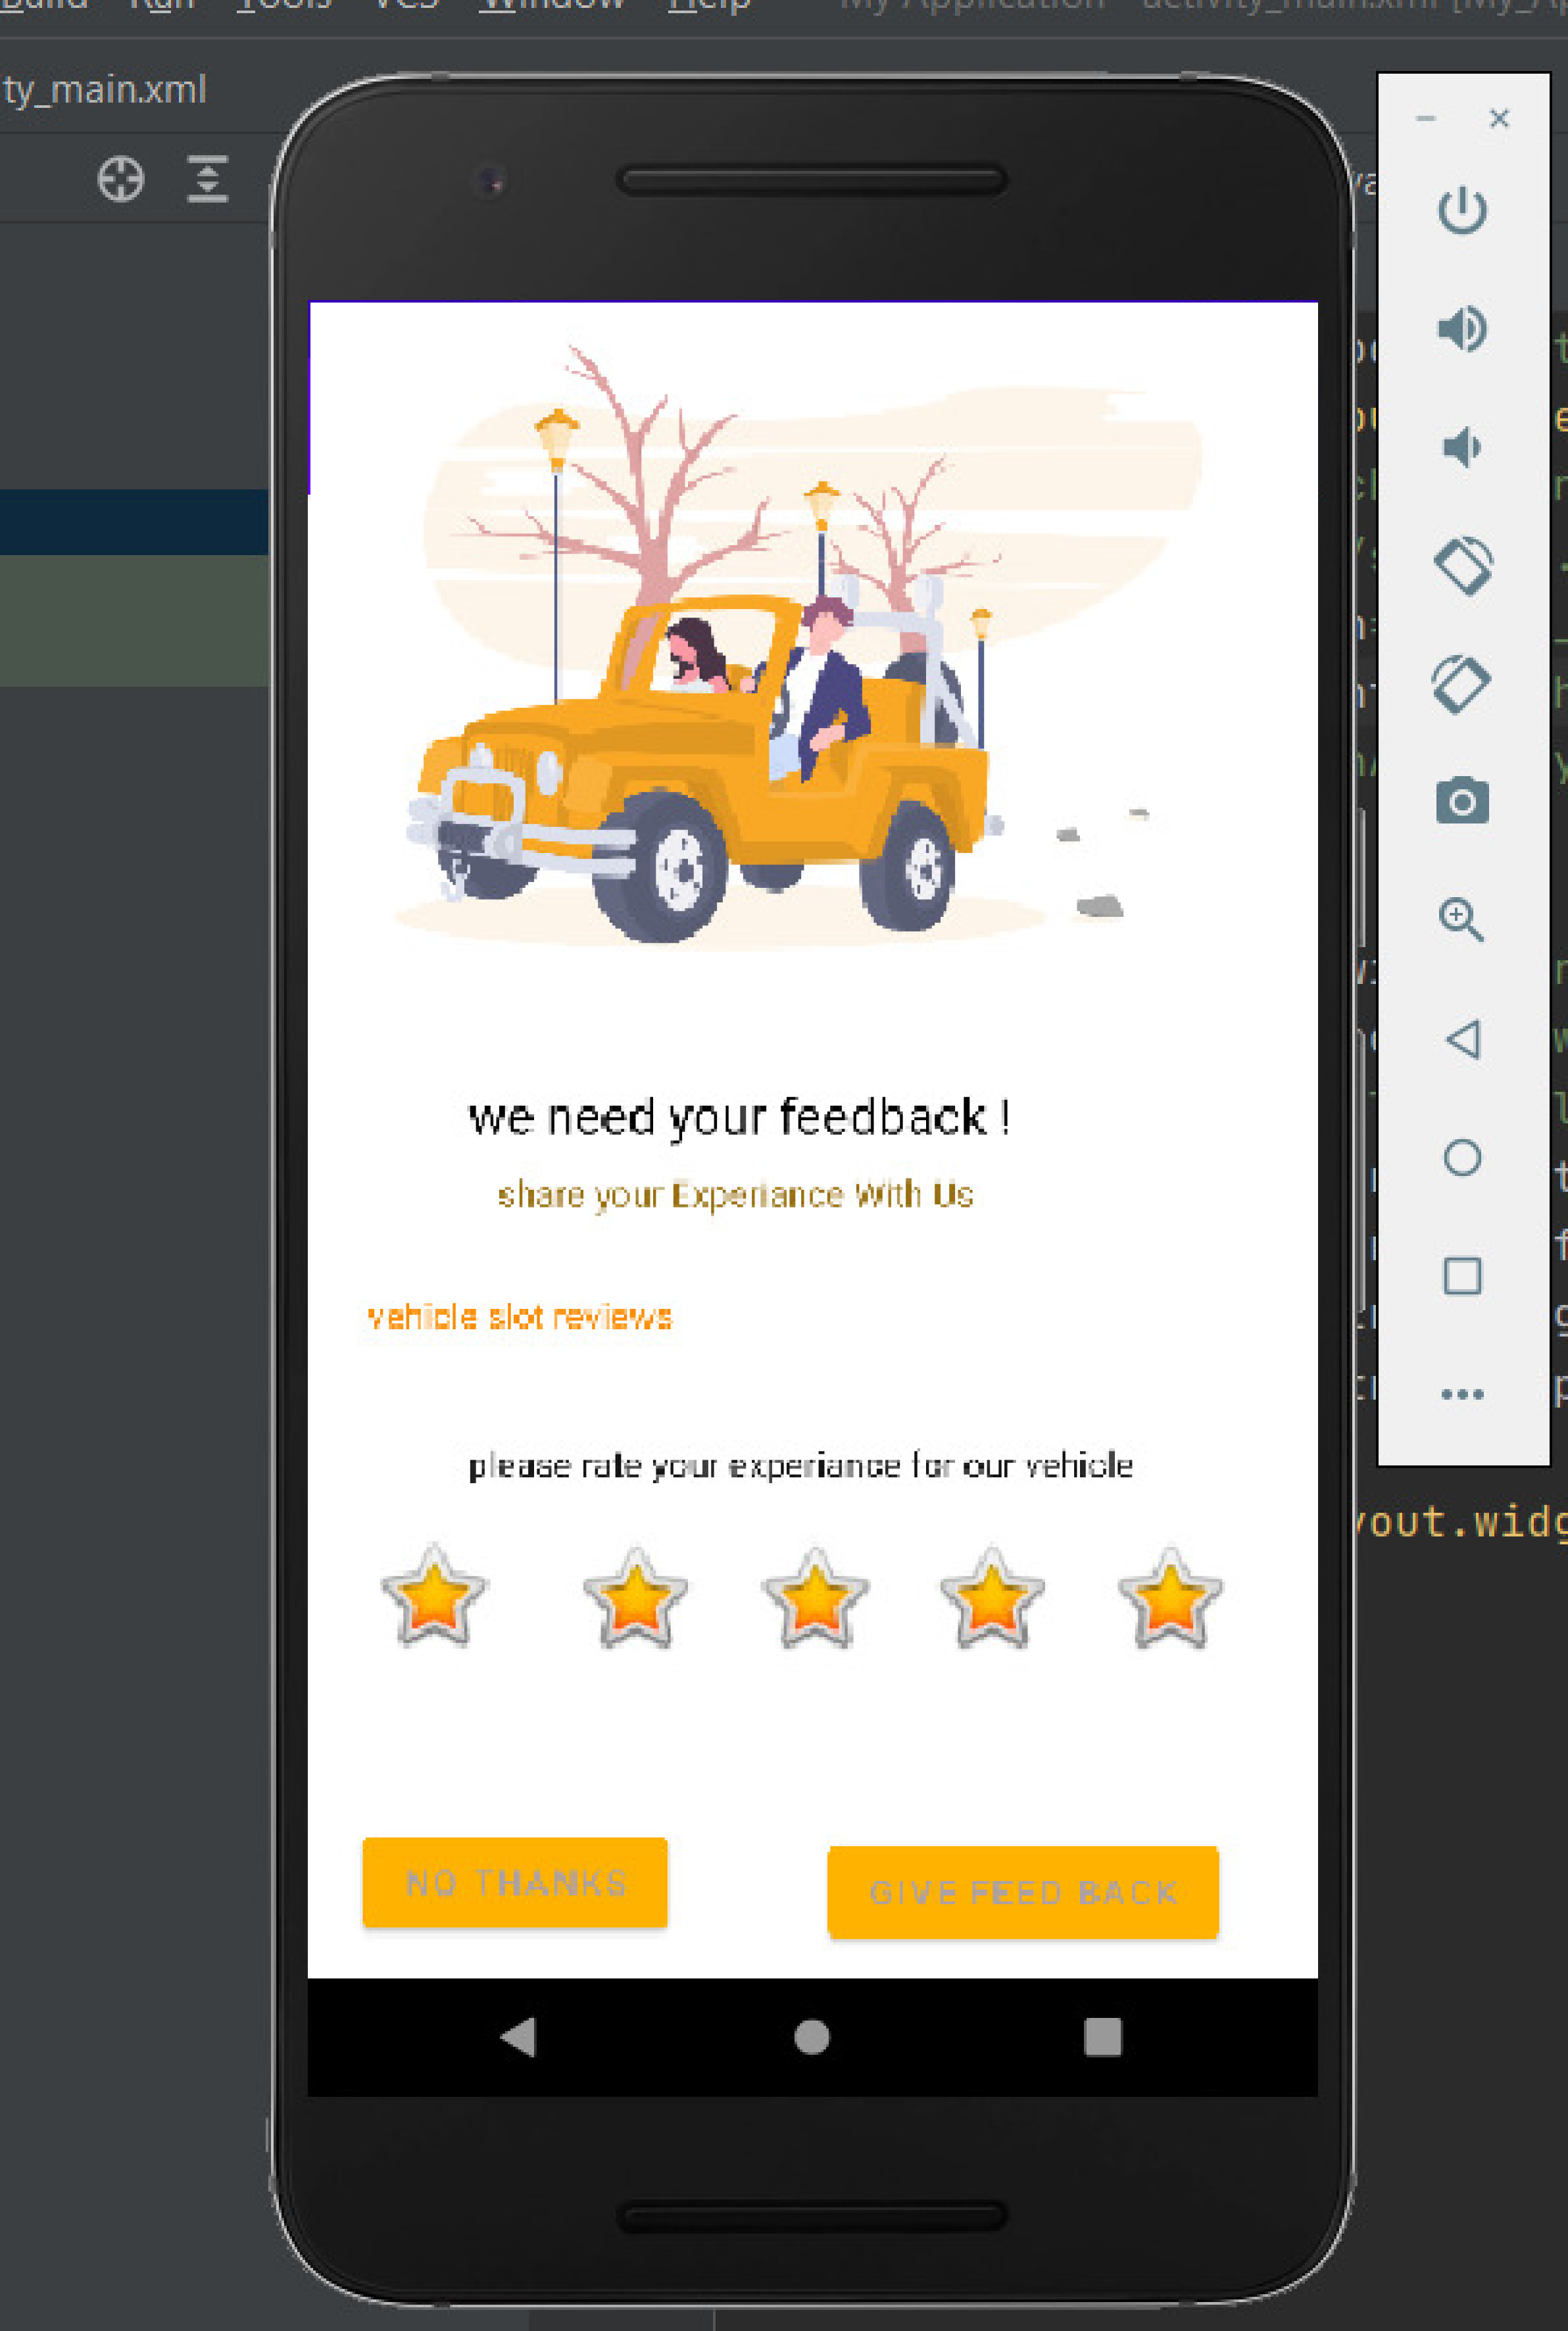 Build Run Tools VCS Window Help My Application activity_main.xml [My_Ap
ty_main.xml
we need your feedback !
share your Experiance With Us
vehicle slot reviews
please rate your experiance for our vehicle
yout.widg
NO THANKS
GIVE FEED BACK